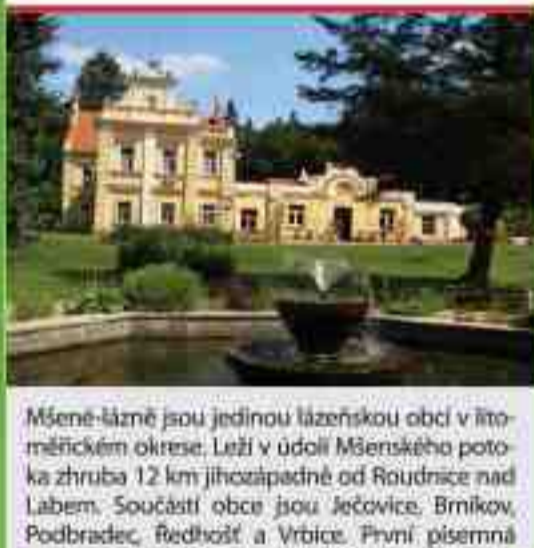 Mšené-lázně jsou jedinou lázeňskou obcí v lito-
měřickém okrese. Leží v údolí Mšenského poto-
ka zhruba 12 km jihozápadně od Roudnice nad
Labem. Součástí obce jsou Ječovice, Brníkov,
Podbradec, Ředhošť a Vrbice. První písemná